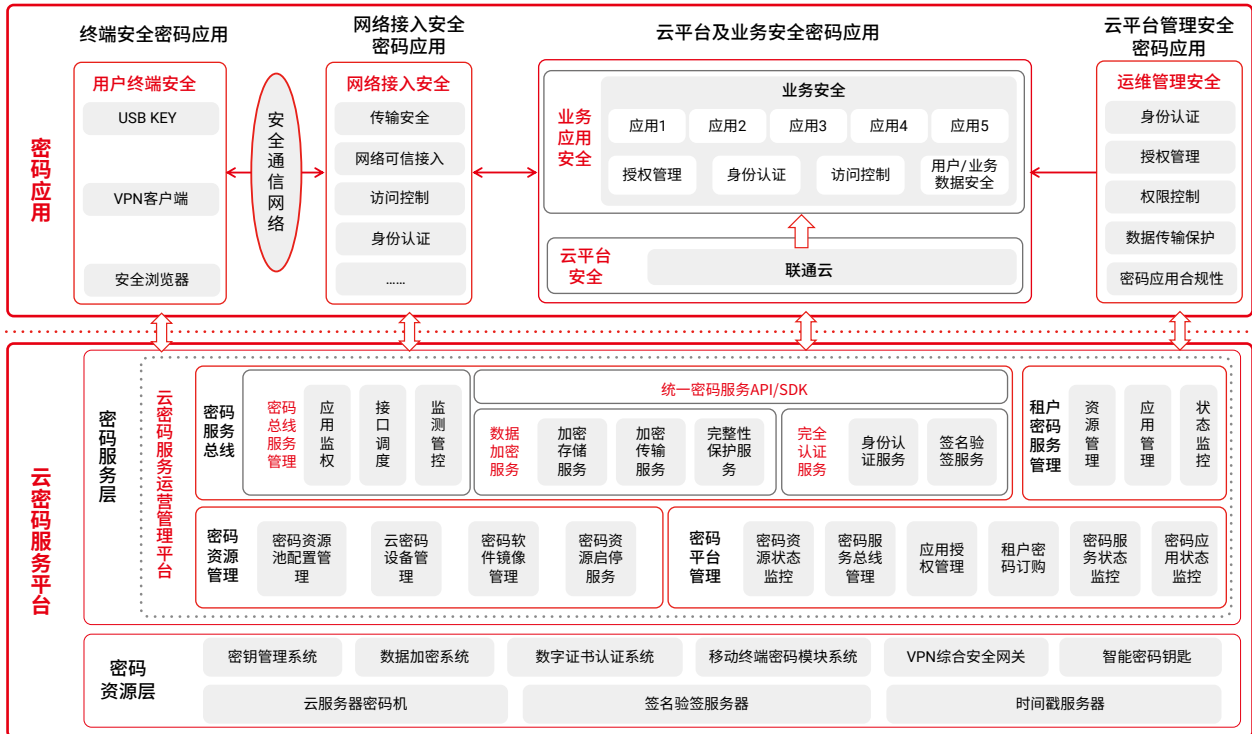 终端安全密码应用
网络接入安全
密码应用
云平台及业务安全密码应用
云平台管理安全
密码应用
密码应用
用户终端安全
USB KEY
VPN客户端
安全浏览器
安全通信网络
网络接入安全
传输安全
网络可信接入
访问控制
身份认证
......
业务
应用
安全
业务安全
应用1
应用2
应用3
应用4
应用5
授权管理
身份认证
访问控制
用户/业务
数据安全
云平台
安全
联通云
运维管理安全
身份认证
授权管理
权限控制
数据传输保护
密码应用合规性
云密码服务平台
密码服务层
云密码服务运营管理平台
密码
服务
总线
密码
总线
服务
管理
应用监权
接口调度
监测管控
统一密码服务API/SDK
数据
加密
服务
加密
存储
服务
加密
传输
服务
完整性
保护服
务
完全
认证
服务
身份认
证服务
签名验
签服务
租户
密码
服务
管理
资源管理
应用管理
状态监控
密码
资源
管理
密码资源
池配置管
理
云密码
设备管
理
密码软
件镜像
管理
密码资
源启停
服务
密码
平台
管理
密码资
源状态
监控
密码服
务总线
管理
应用授
权管理
租户密
码订购
密码服
务状态
监控
密码应
用状态
监控
密码
资源层
密钥管理系统
数据加密系统
数字证书认证系统
移动终端密码模块系统
VPN综合安全网关
智能密码钥匙
云服务器密码机
签名验签服务器
时间戳服务器